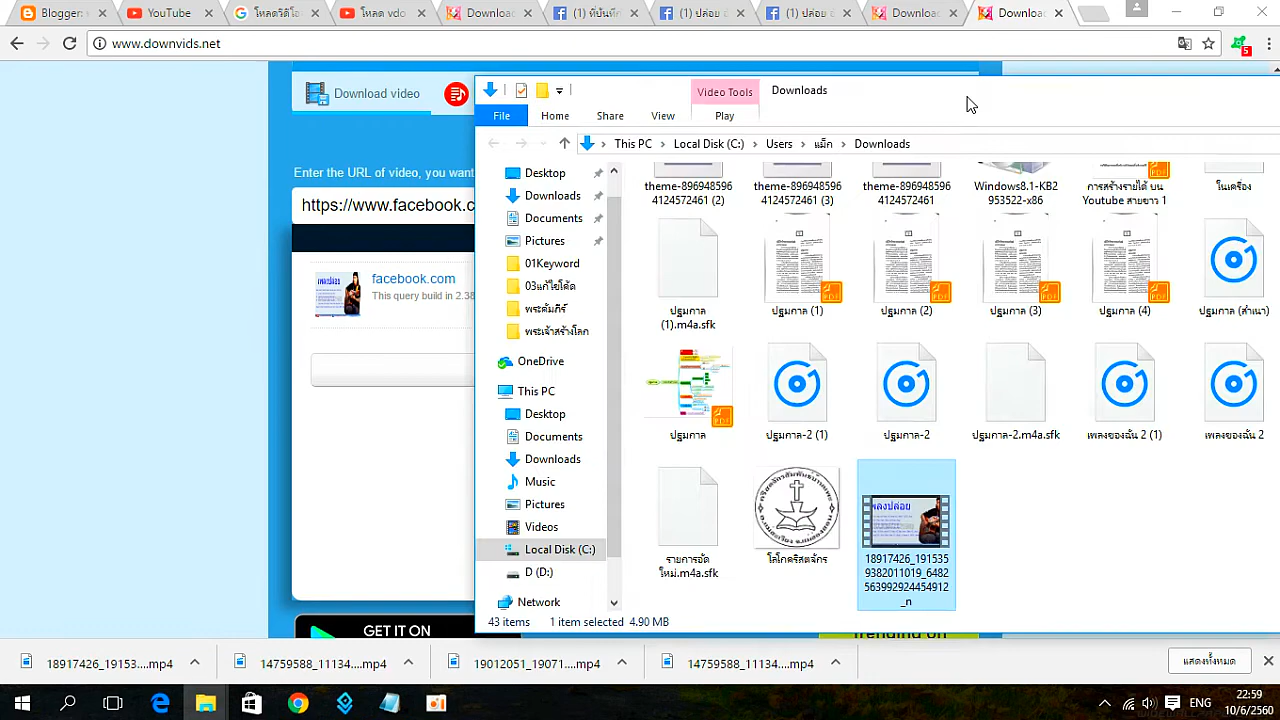 Blogger:
YouTube
โหลดวิดีโอ
โหลด vdo
Downloac
(1) พี่บันทึก
(1) ปล่อย
(1) ปล่อย
Downloac
Downloac
www.downvids.net
5
Download video
Enter the URL of video, you want
https://www.facebook.c
facebook.com
This query build in 2.38
GET IT ON
Trending on
Video Tools
Downloads
File
Home
Share
View
Play
This PC
Local Disk (C:)
Users
แม็ก
Downloads
Desktop
Downloads
Documents
Pictures
01Keyword
03แก้ไขโค้ด
พระคัมภีร์
พระเจ้าสร้างโลก
OneDrive
This PC
Desktop
Documents
Downloads
Music
Pictures
Videos
Local Disk (C:)
D (D:)
Network
theme-896948596
4124572461 (2)
theme-896948596
4124572461 (3)
theme-896948596
4124572461
Windows8.1-KB2
953522-x86
การสร้างรายได้ บน
Youtube สายขาว 1
ในเครื่อง
ปฐมกาล
(1).m4a.sfk
ปฐมกาล (1)
ปฐมกาล (2)
ปฐมกาล (3)
ปฐมกาล (4)
ปฐมกาล (สำเนา)
ปฐมกาล
ปฐมกาล-2 (1)
ปฐมกาล-2
ปฐมกาล-2.m4a.sfk
เพลงของฉัน 2 (1)
เพลงของฉัน 2
รายการอัด
ใหม่.m4a.sfk
โลโกคริสตจักร
18917426_191535
9382011019_6482
563992924454912
_n
43 items
1 item selected
4.90 MB
18917426_19153....mp4
14759588_11134....mp4
19012051_19071....mp4
14759588_11134....mp4
แสดงทั้งหมด
ENG
22:59
10/6/2560